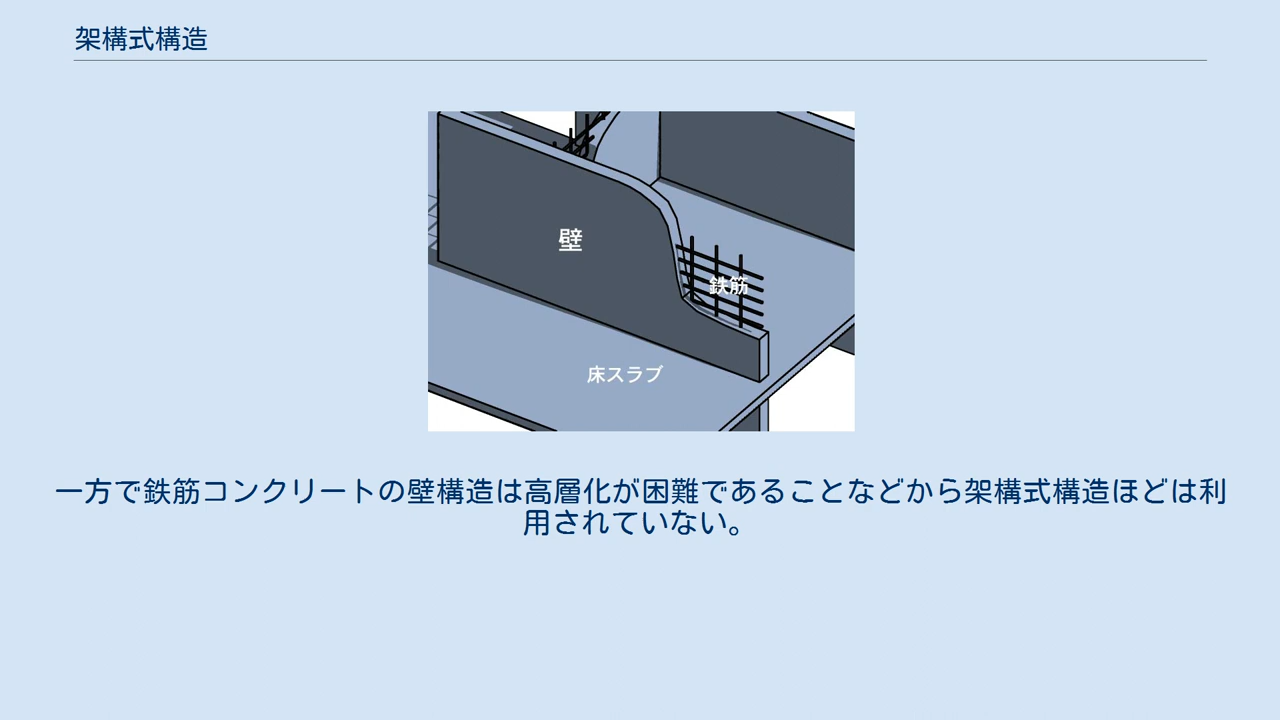 架構式構造
壁
鉄筋
床スラブ
一方で鉄筋コンクリートの壁構造は高層化が困難であることなどから架構式構造ほどは利
用されていない。